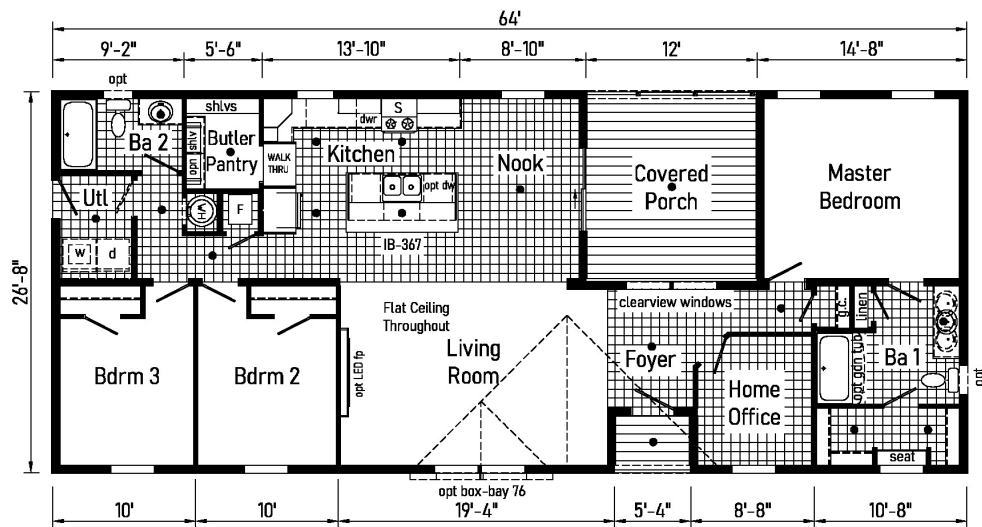 64'
9'-2" 5'-6" 13'-10" 8'-10" 12' 14'-8"
opt
shlvs
S
dwr
Ba 2
shlv
opn
Butler
Pantry
WALK
THRU
Kitchen
Nook
Covered
Porch
Master
Bedroom
Utl
WH
F
opt dw
IB-367
w d
26'-8"
clearview windows
g.c.
linen
Flat Ceiling
Throughout
opt LED fp
Living
Room
Foyer
opt gdn tub
Ba 1
opt
Bdrm 3
Bdrm 2
Home
Office
seat
opt box-bay 76
10' 10' 19'-4" 5'-4" 8'-8" 10'-8"